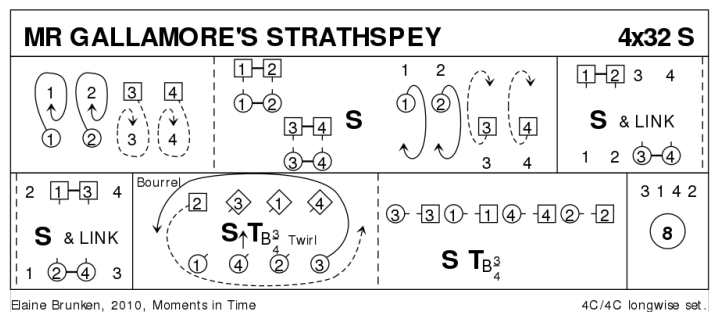 MR GALLAMORE'S STRATHSPEY 4x32 S
1 2 3 4
1 2 3 4
1 2
1 2
3 4
3 4
S
1 2
1 2 3 4
3 4
1 2 3 4
S & LINK
1 2 3 4
2 1 3 4
S & LINK
1 2 4 3
Bourrel
2 3 1 4
S T B 3/4 Twirl
1 4 2 3
3 3 1 1 4 4 2 2
S T B 3/4
3 1 4 2
8
Elaine Brunken, 2010, Moments in Time
4C/4C longwise set.